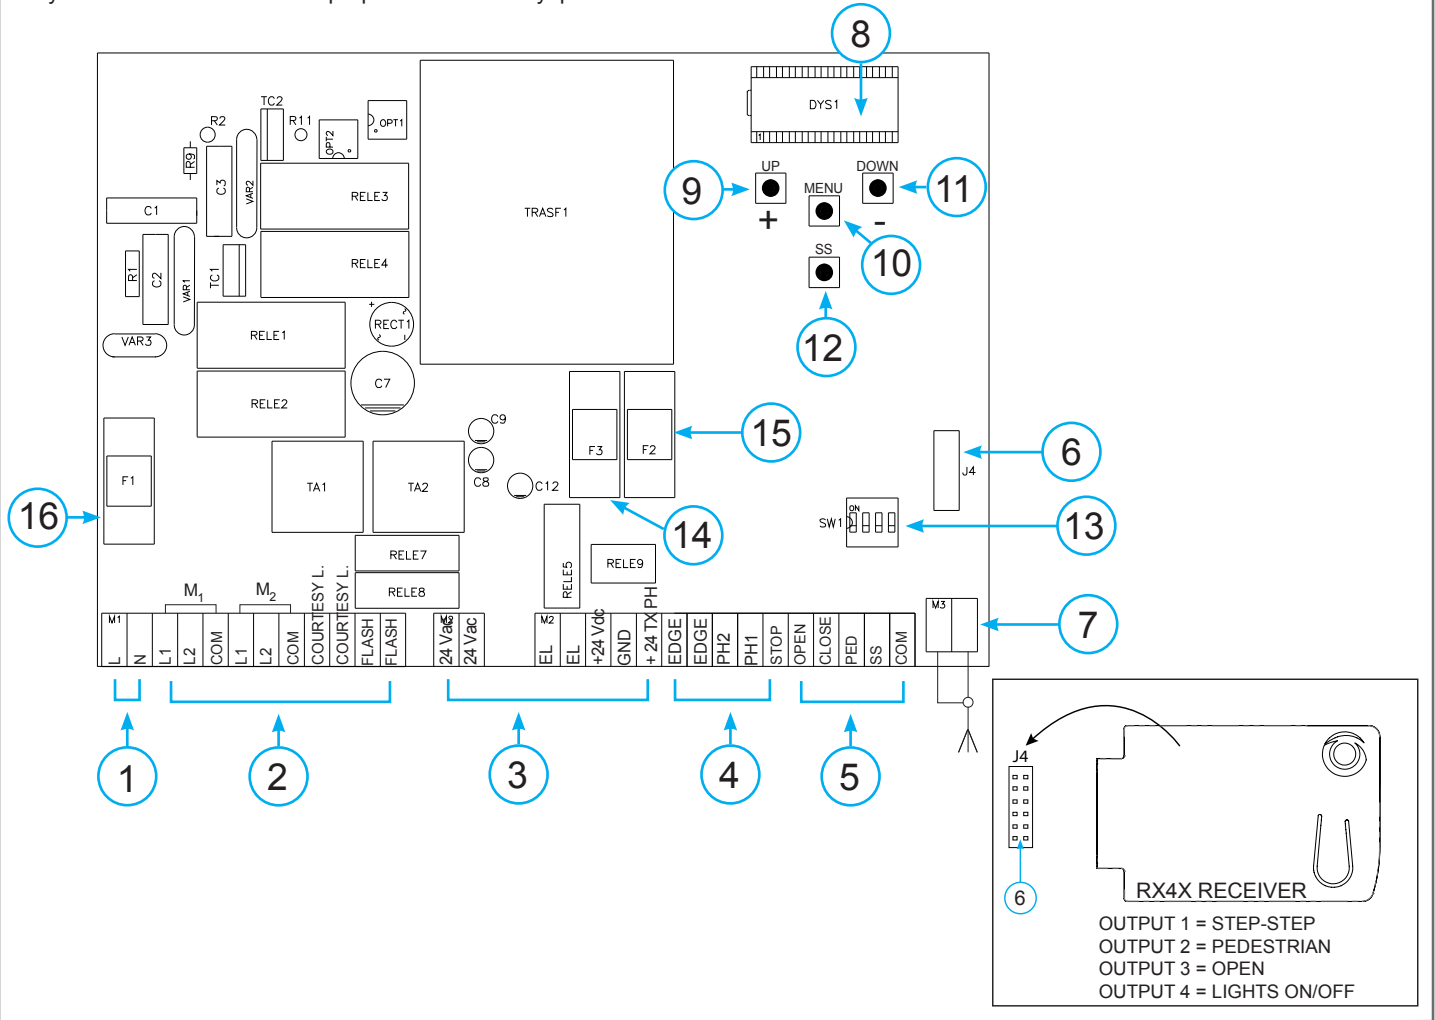 8
DYS1
1
UP
DOWN
MENU
9
11
+
-
10
SS
12
TC2
R2
R11
OPT2
OPT1
R9
C3
VAR2
RELE3
C1
TRASF1
RELE4
R1
C2
VAR1
TC1
RELE1
+
RECT1
VAR3
RELE2
C7
C9
C8
C12
F3
F2
15
6
J4
F1
TA1
TA2
16
14
SW1
ON
13
RELE7
RELE8
RELE5
RELE9
M1
M2
M1
L
N
L1
L2
COM
L1
L2
COM
COURTESY L.
COURTESY L.
FLASH
FLASH
24 Vac
24 Vac
M2
EL
EL
+24 Vdc
GND
+ 24 TX PH
EDGE
EDGE
PH2
PH1
STOP
OPEN
CLOSE
PED
SS
COM
M3
7
1
2
3
4
5
J4
6
RX4X RECEIVER
OUTPUT 1 = STEP-STEP
OUTPUT 2 = PEDESTRIAN
OUTPUT 3 = OPEN
OUTPUT 4 = LIGHTS ON/OFF